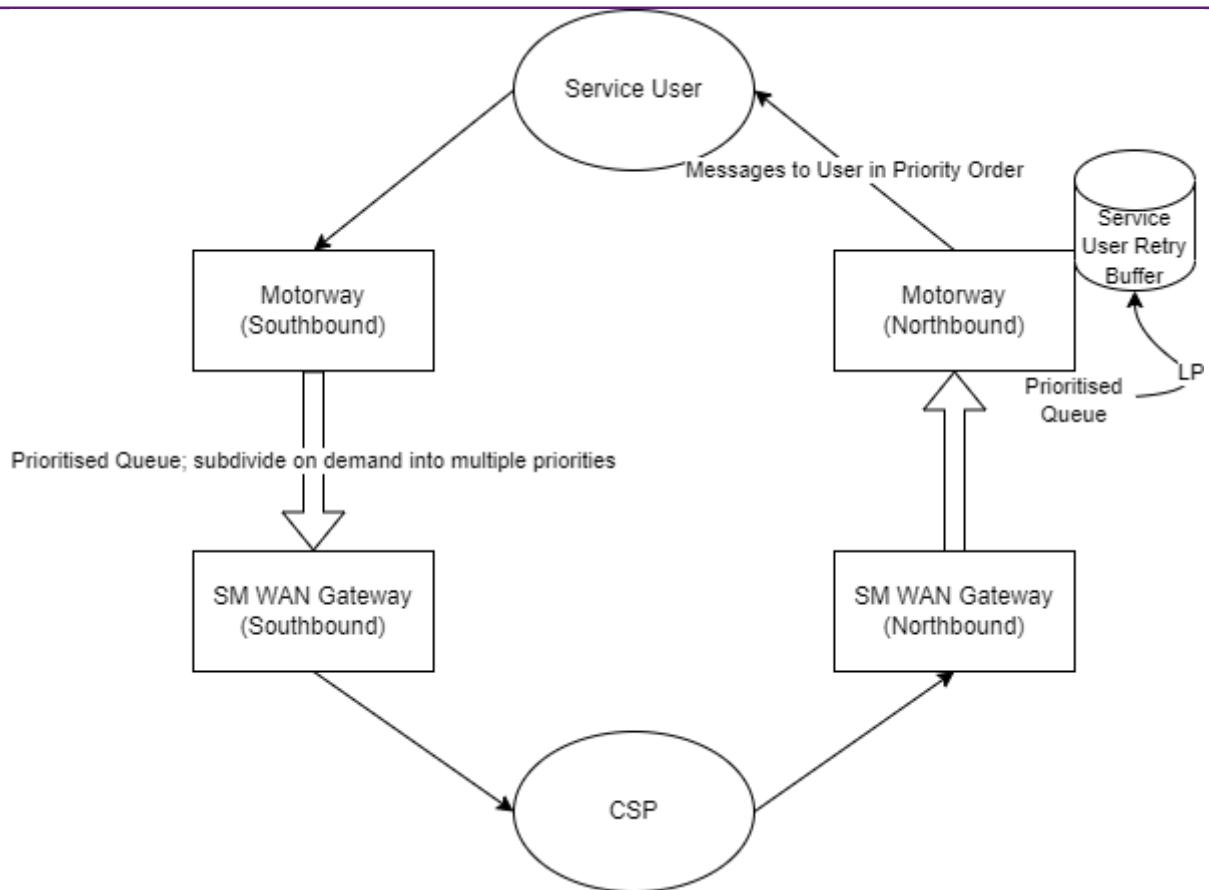 Service User
Messages to User in Priority Order
Service
User Retry
Buffer
Motorway
(Southbound)
Motorway
(Northbound)
LP
Prioritised
Queue
Prioritised Queue; subdivide on demand into multiple priorities
SM WAN Gateway
(Southbound)
SM WAN Gateway
(Northbound)
CSP